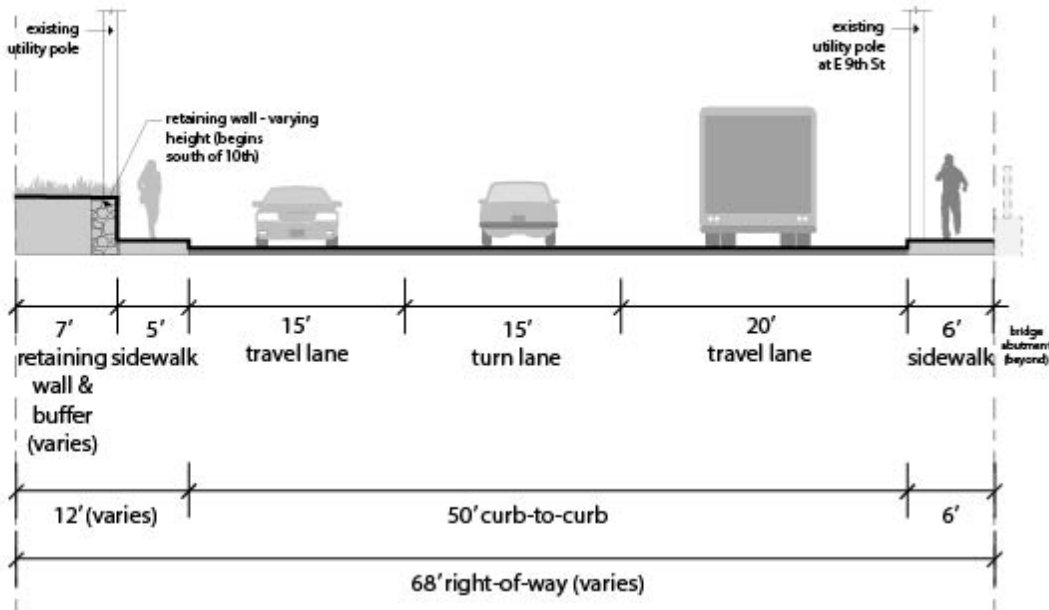 existing
utility pole
existing
utility pole
at E 9th St
retaining wall - varying
height (begins
south of 10th)
7’
retaining
wall &
buffer
(varies)
5’
sidewalk
15’
travel lane
15’
turn lane
20’
travel lane
6’
sidewalk
bridge
abutment
(beyond)
12’ (varies)
50’ curb-to-curb
6’
68’ right-of-way (varies)